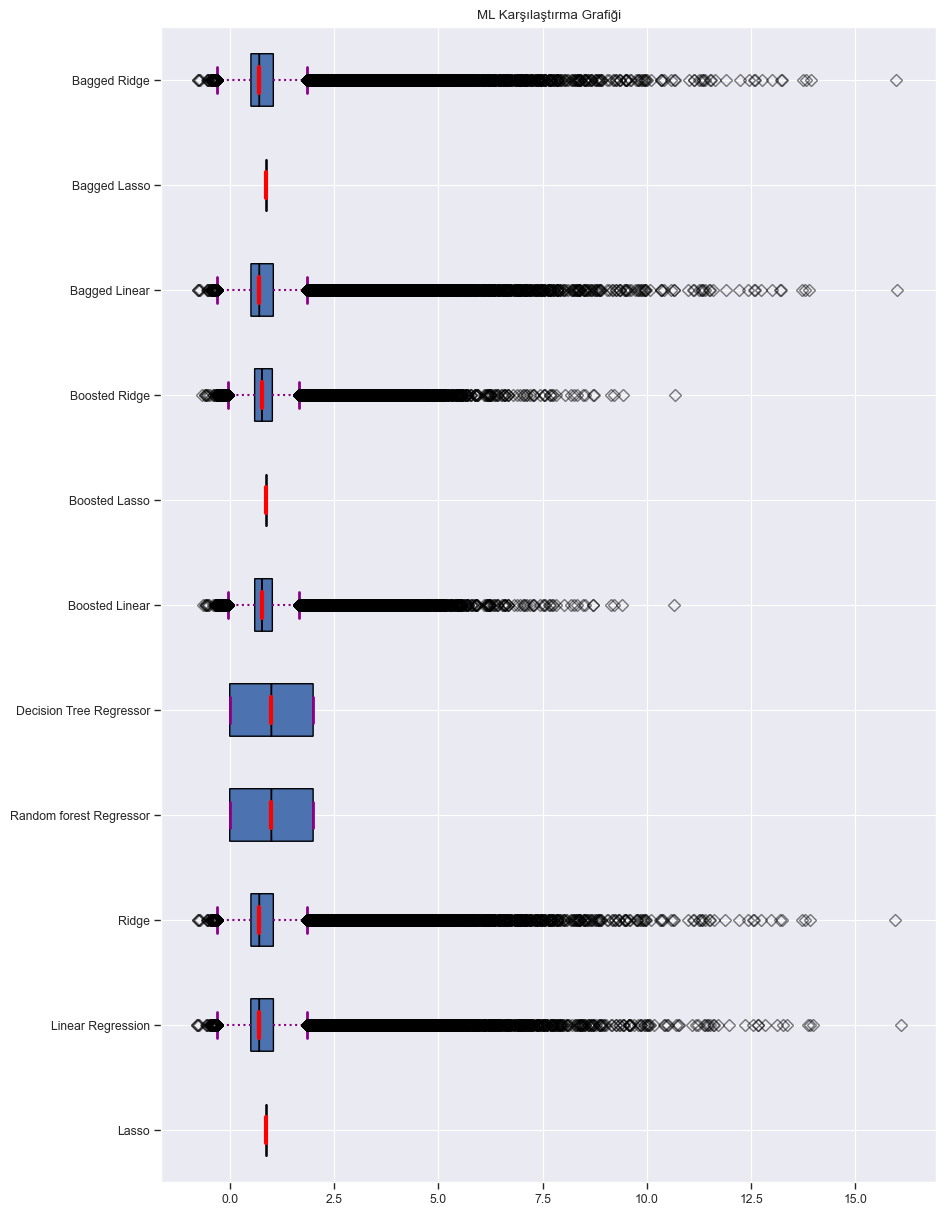 ML Karşılaştırma Grafiği
Bagged Ridge
Bagged Lasso
Bagged Linear
Boosted Ridge
Boosted Lasso
Boosted Linear
Decision Tree Regressor
Random forest Regressor
Ridge
Linear Regression
Lasso
0.0 2.5 5.0 7.5 10.0 12.5 15.0